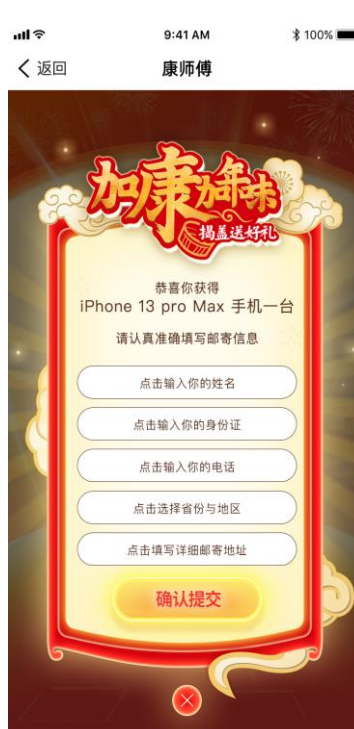 9:41 AM
100%
返回
康师傅
加康加年味
揭盖送好礼
恭喜你获得
iPhone 13 pro Max 手机一台
请认真准确填写邮寄信息
点击输入你的姓名
点击输入你的身份证
点击输入你的电话
点击选择省份与地区
点击填写详细邮寄地址
确认提交